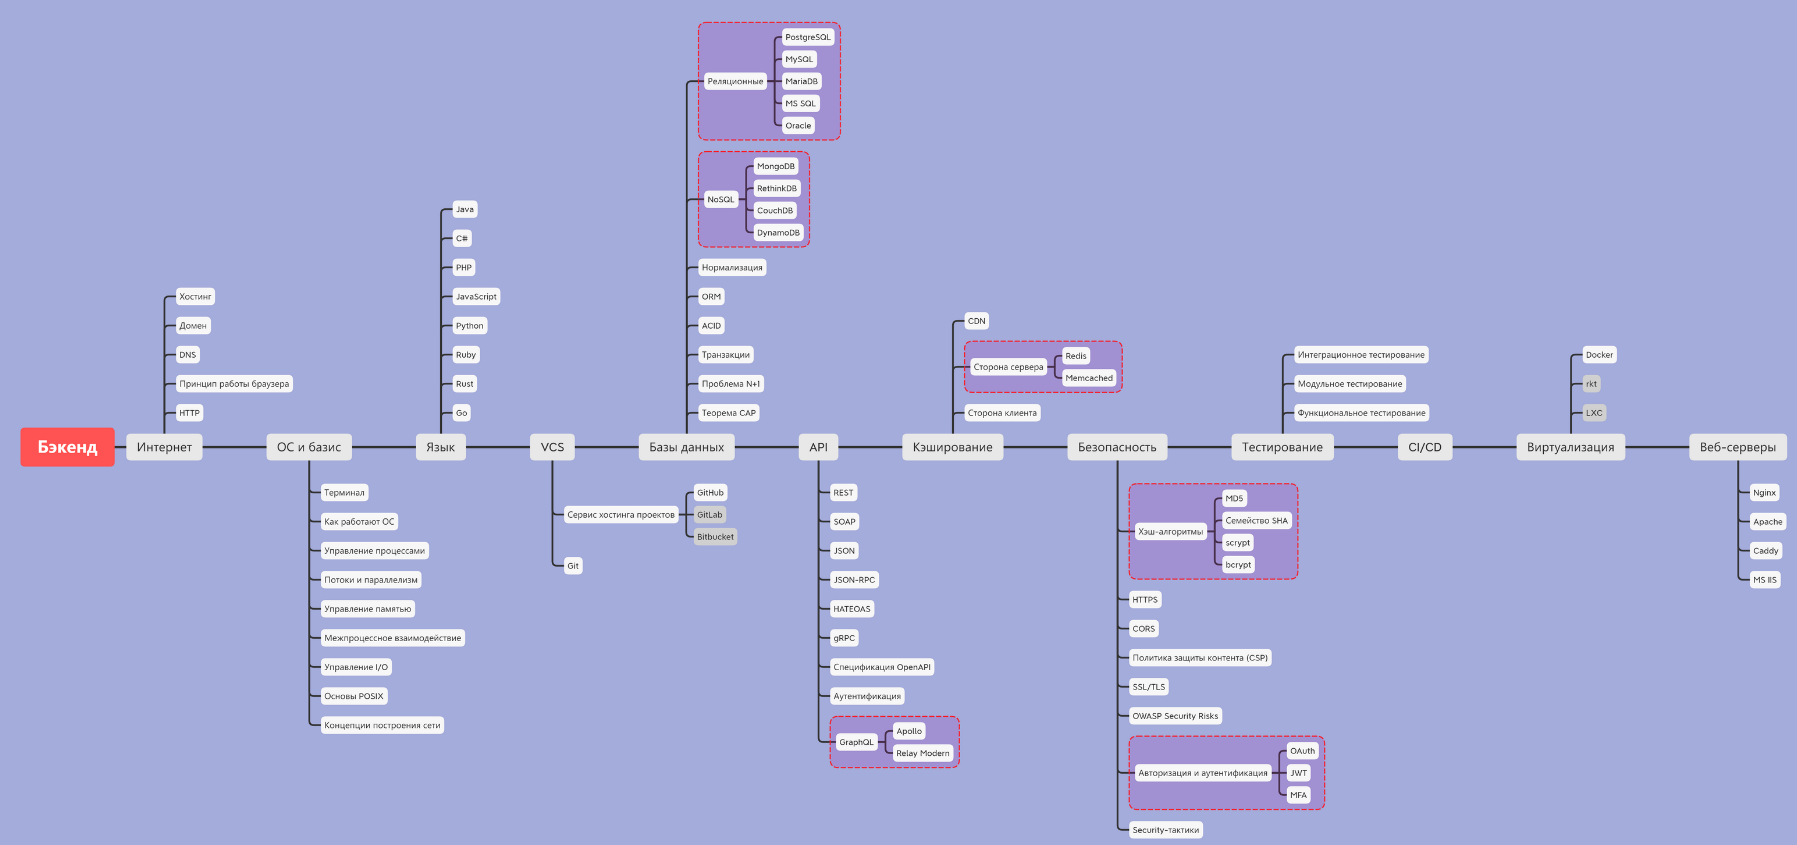 Бэкенд
Интернет
Хостинг
Домен
DNS
Принцип работы браузера
HTTP
ОС и базис
Терминал
Как работают ОС
Управление процессами
Потоки и параллелизм
Управление памятью
Межпроцессное взаимодействие
Управление I/O
Основы POSIX
Концепции построения сети
Язык
Java
C#
PHP
JavaScript
Python
Ruby
Rust
Go
VCS
Сервис хостинга проектов
GitHub
GitLab
Bitbucket
Git
Базы данных
Реляционные
PostgreSQL
MySQL
MariaDB
MS SQL
Oracle
NoSQL
MongoDB
RethinkDB
CouchDB
DynamoDB
Нормализация
ORM
ACID
Транзакции
Проблема N+1
Теорема CAP
API
REST
SOAP
JSON
JSON-RPC
HATEOAS
gRPC
Спецификация OpenAPI
Аутентификация
GraphQL
Apollo
Relay Modern
Кэширование
CDN
Сторона сервера
Redis
Memcached
Сторона клиента
Безопасность
Хэш-алгоритмы
MD5
Семейство SHA
scrypt
bcrypt
HTTPS
CORS
Политика защиты контента (CSP)
SSL/TLS
OWASP Security Risks
Авторизация и аутентификация
OAuth
JWT
MFA
Security-тактики
Тестирование
Интеграционное тестирование
Модульное тестирование
Функциональное тестирование
CI/CD
Виртуализация
Docker
rkt
LXC
Веб-серверы
Nginx
Apache
Caddy
MS IIS